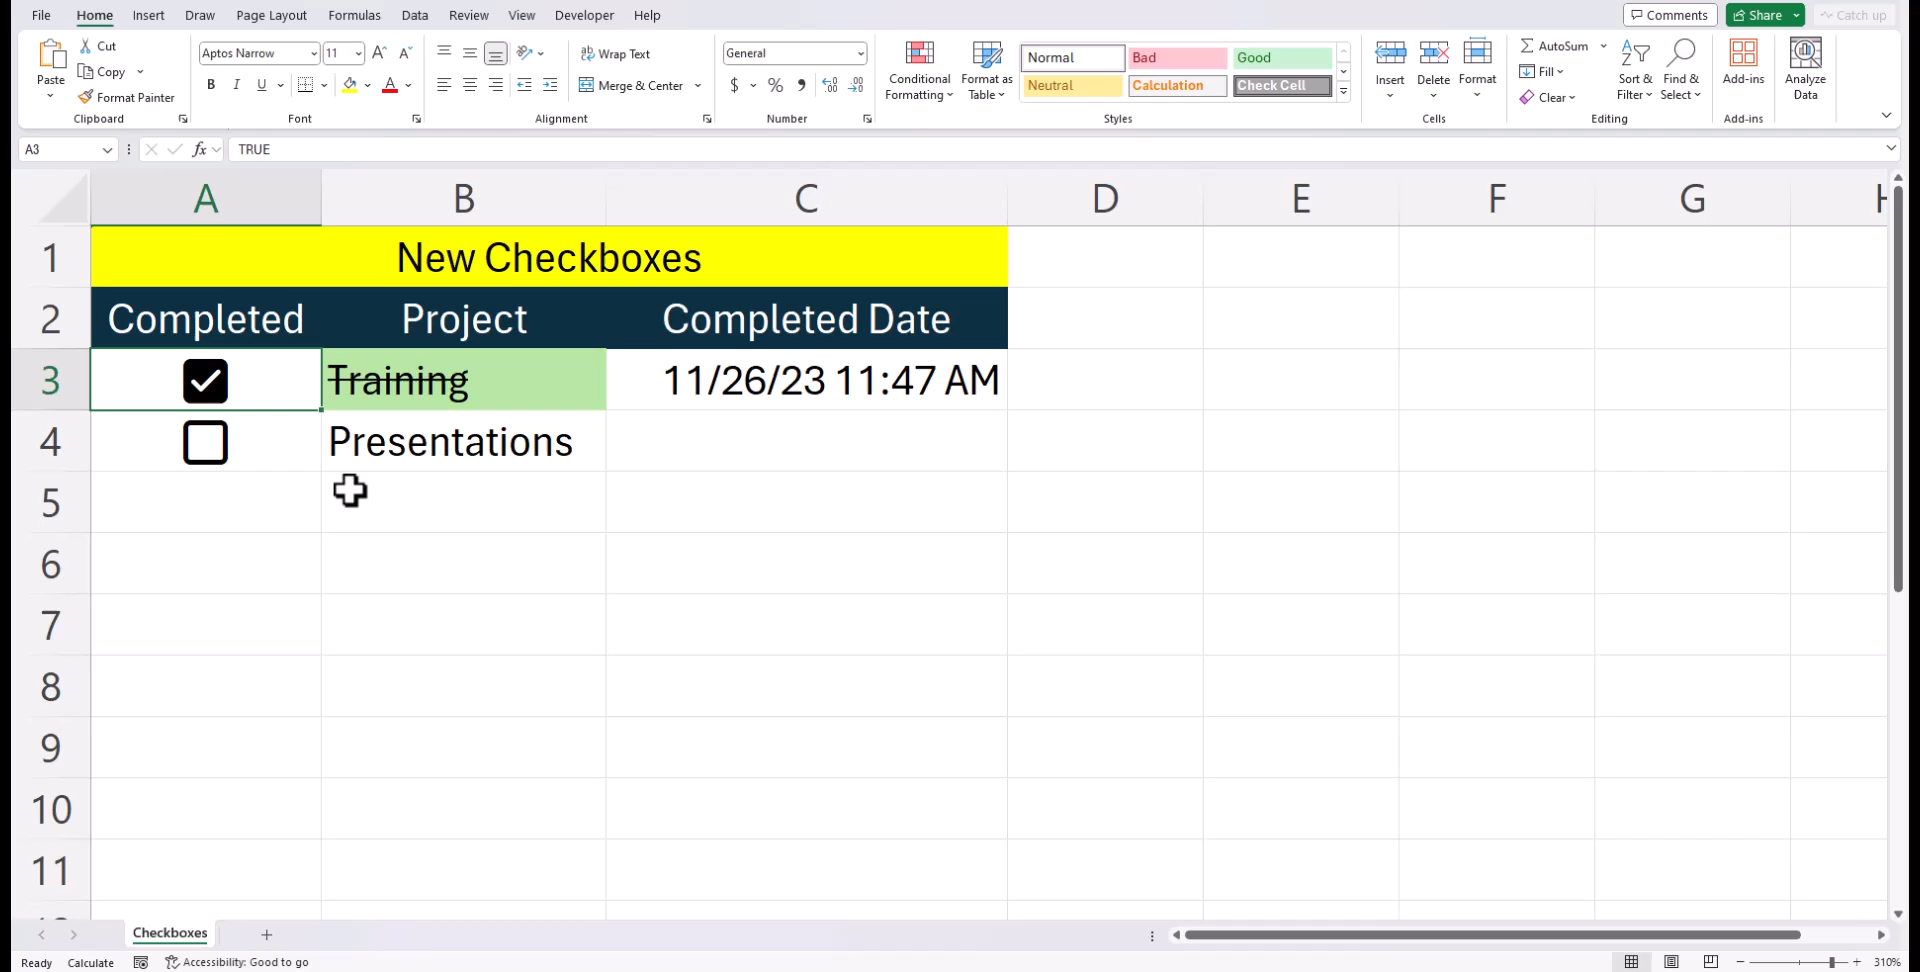 File Home Insert Draw Page Layout Formulas Data Review View Developer Help Comments Share Catch up
Paste
Cut
Copy
Format Painter
Clipboard
Aptos Narrow 11
B I U
Font
Wrap Text
Merge & Center
Alignment
General
$ % ,
Number
Conditional
Formatting
Format as
Table
Normal Bad Good
Neutral Calculation Check Cell
Styles
Insert Delete Format
Cells
AutoSum
Fill
Clear
Sort &
Filter
Find &
Select
Editing
Add-ins
Add-ins
Analyze
Data
A3 fx TRUE
A B C D E F G H
1 New Checkboxes
2 Completed Project Completed Date
3 Training 11/26/23 11:47 AM
4 Presentations
5
6
7
8
9
10
11
Checkboxes
Ready Calculate Accessibility: Good to go 310%